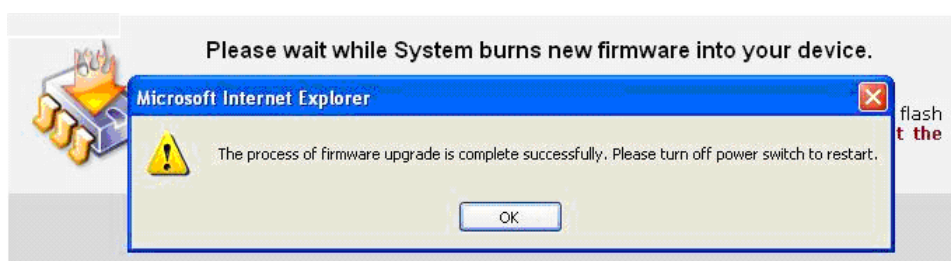 Please wait while System burns new firmware into your device.
Microsoft Internet Explorer
flash
t the
The process of firmware upgrade is complete successfully. Please turn off power switch to restart.
OK